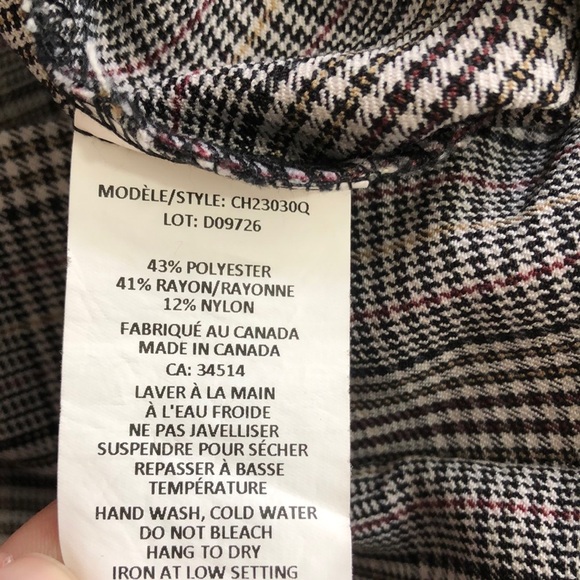 MODÈLE/STYLE: CH23030Q
LOT: D09726
43% POLYESTER
41% RAYON/RAYONNE
12% NYLON
FABRIQUÉ AU CANADA
MADE IN CANADA
CA: 34514
LAVER À LA MAIN
À L'EAU FROIDE
NE PAS JAVELLISER
SUSPENDRE POUR SÉCHER
REPASSER À BASSE
TEMPÉRATURE
HAND WASH, COLD WATER
DO NOT BLEACH
HANG TO DRY
IRON AT LOW SETTING